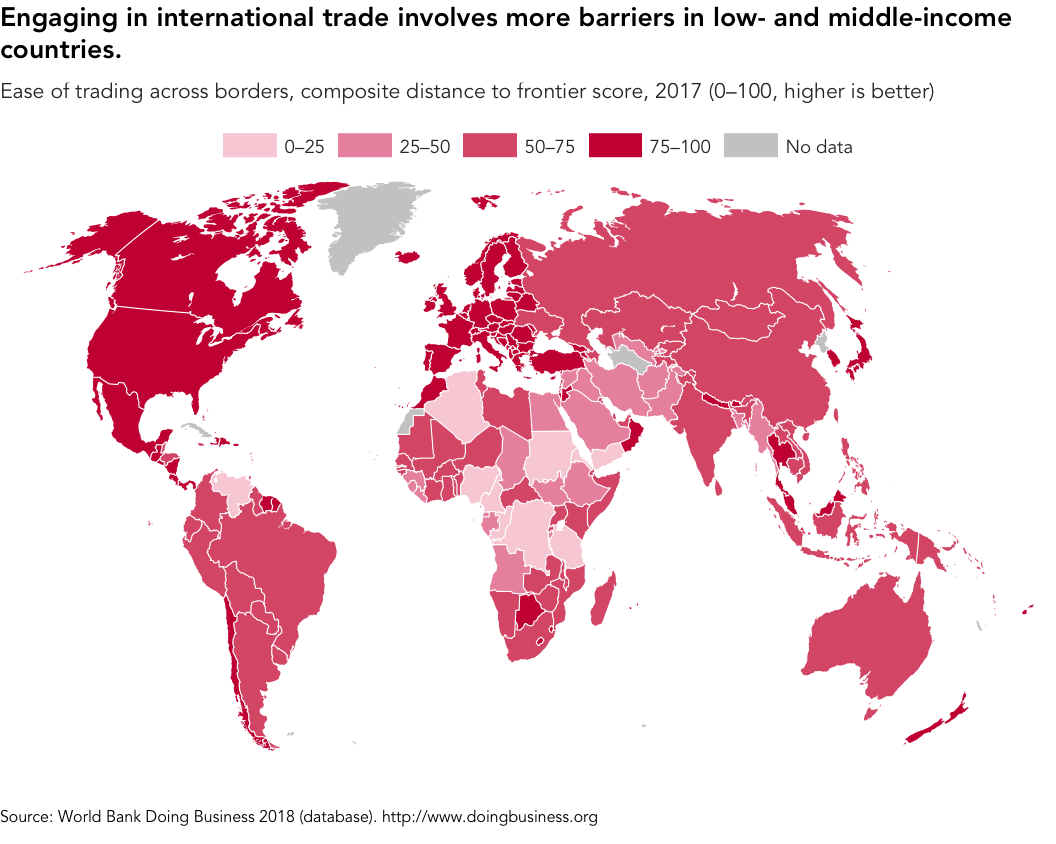 Engaging in international trade involves more barriers in low- and middle-income
countries.
Ease of trading across borders, composite distance to frontier score, 2017 (0–100, higher is better)
0–25 25–50 50–75 75–100 No data
Source: World Bank Doing Business 2018 (database). http://www.doingbusiness.org